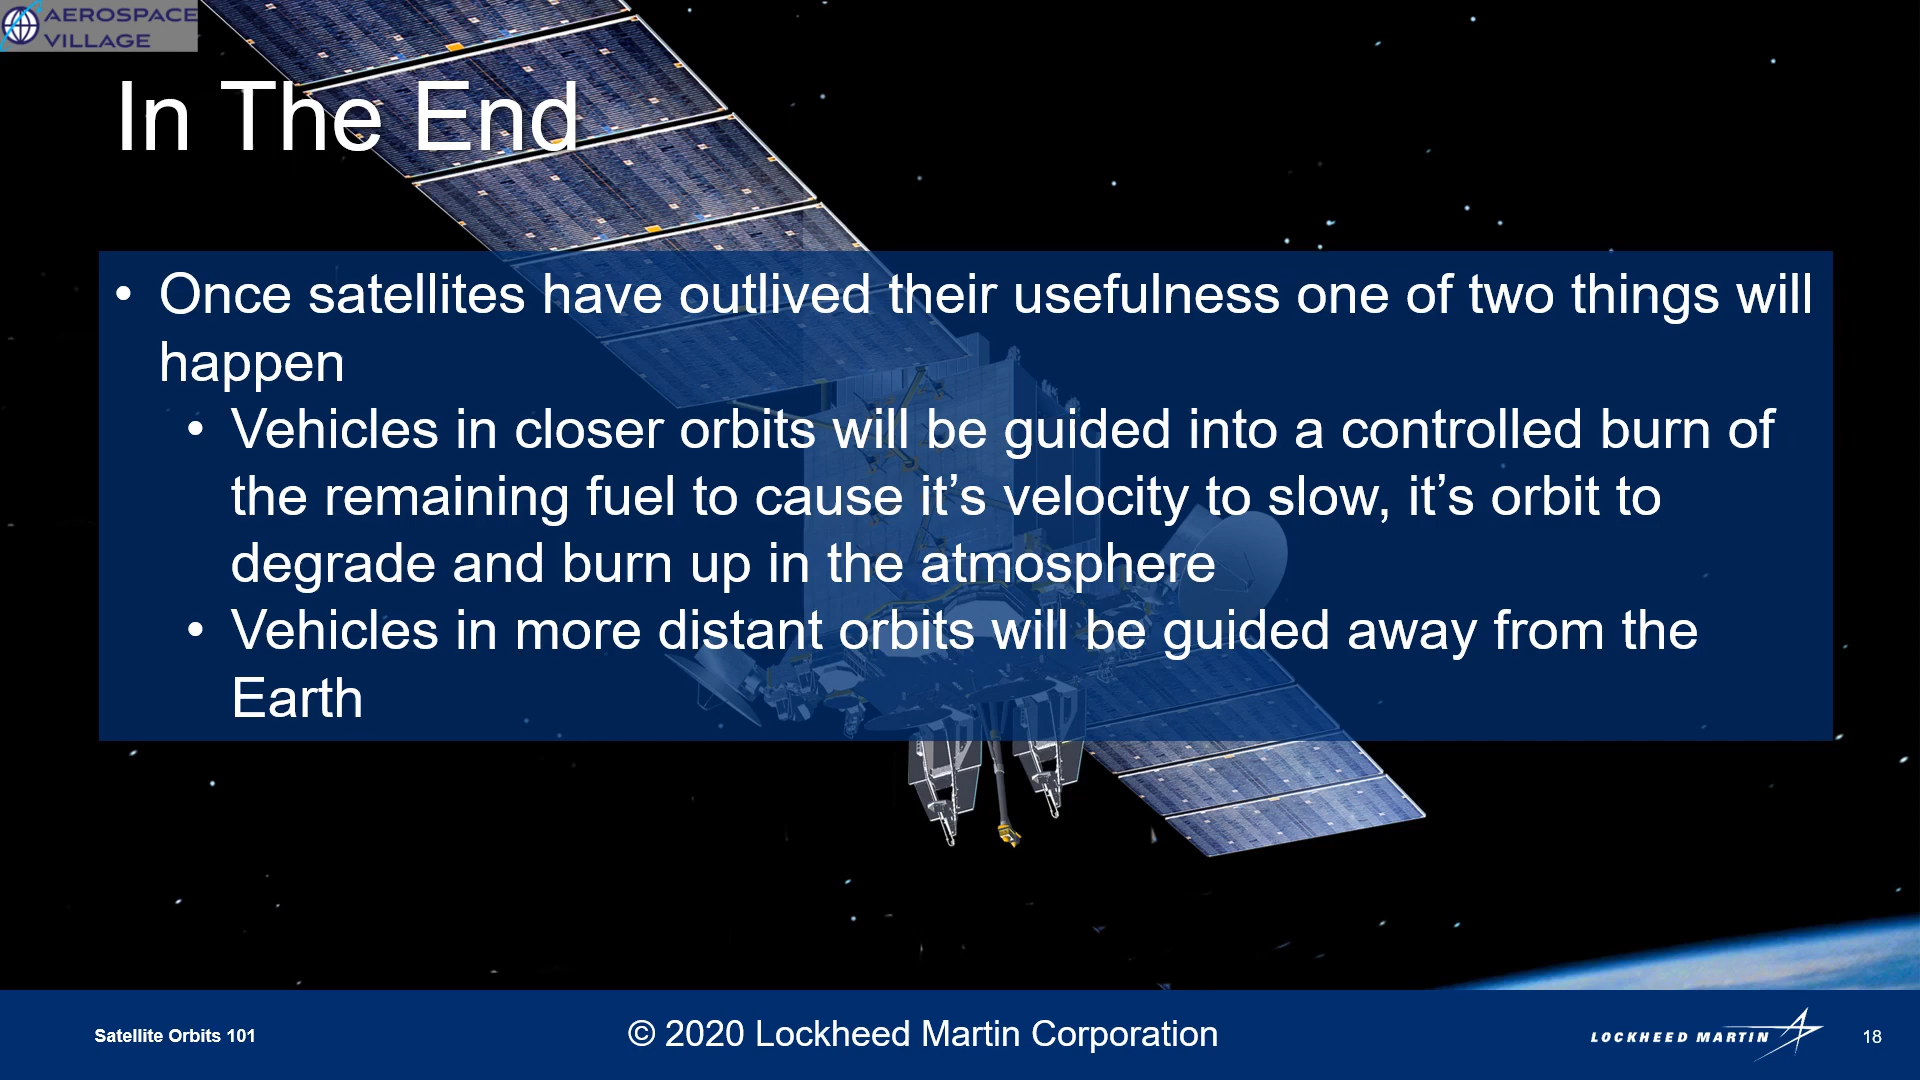 AEROSPACE
VILLAGE
In The End
• Once satellites have outlived their usefulness one of two things will
happen
• Vehicles in closer orbits will be guided into a controlled burn of
the remaining fuel to cause it’s velocity to slow, it’s orbit to
degrade and burn up in the atmosphere
• Vehicles in more distant orbits will be guided away from the
Earth
Satellite Orbits 101
© 2020 Lockheed Martin Corporation
LOCKHEED MARTIN
18